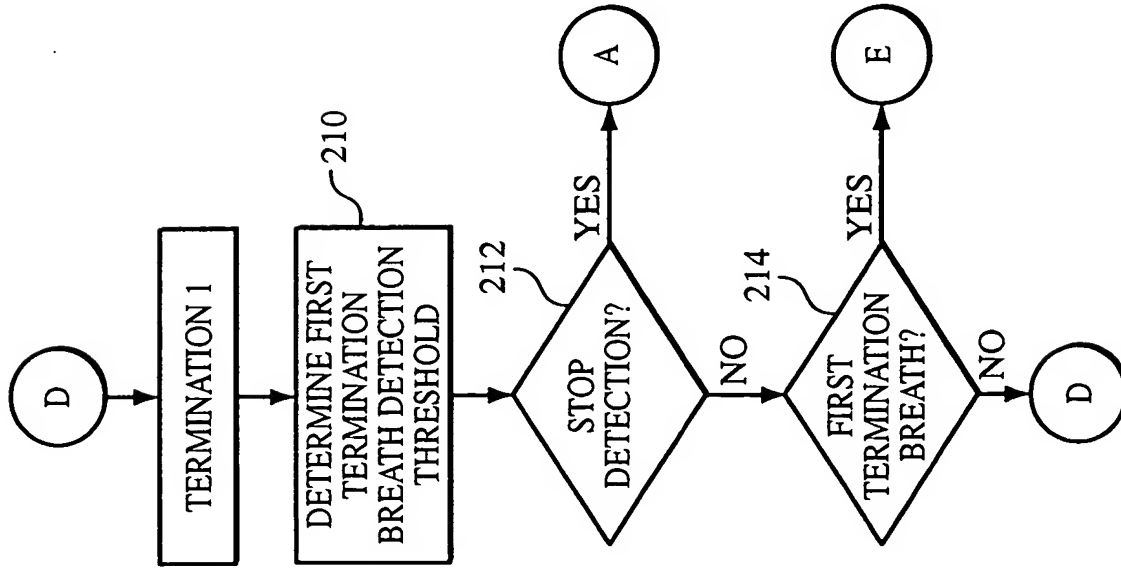 D
TERMINATION 1
210
DETERMINE FIRST
TERMINATION
BREATH DETECTION
THRESHOLD
212
STOP
DETECTION?
YES
A
NO
214
FIRST
TERMINATION
BREATH?
YES
E
NO
D